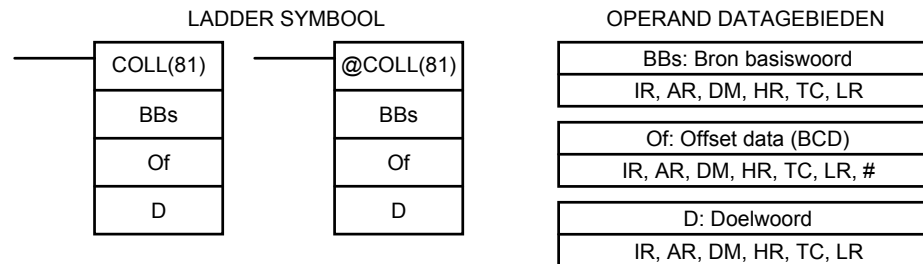 LADDER SYMBOOL
COLL(81)
BBs
Of
D
@COLL(81)
BBs
Of
D
OPERAND DATAGEBIEDEN
BBs: Bron basiswoord
IR, AR, DM, HR, TC, LR
Of: Offset data (BCD)
IR, AR, DM, HR, TC, LR, #
D: Doelwoord
IR, AR, DM, HR, TC, LR